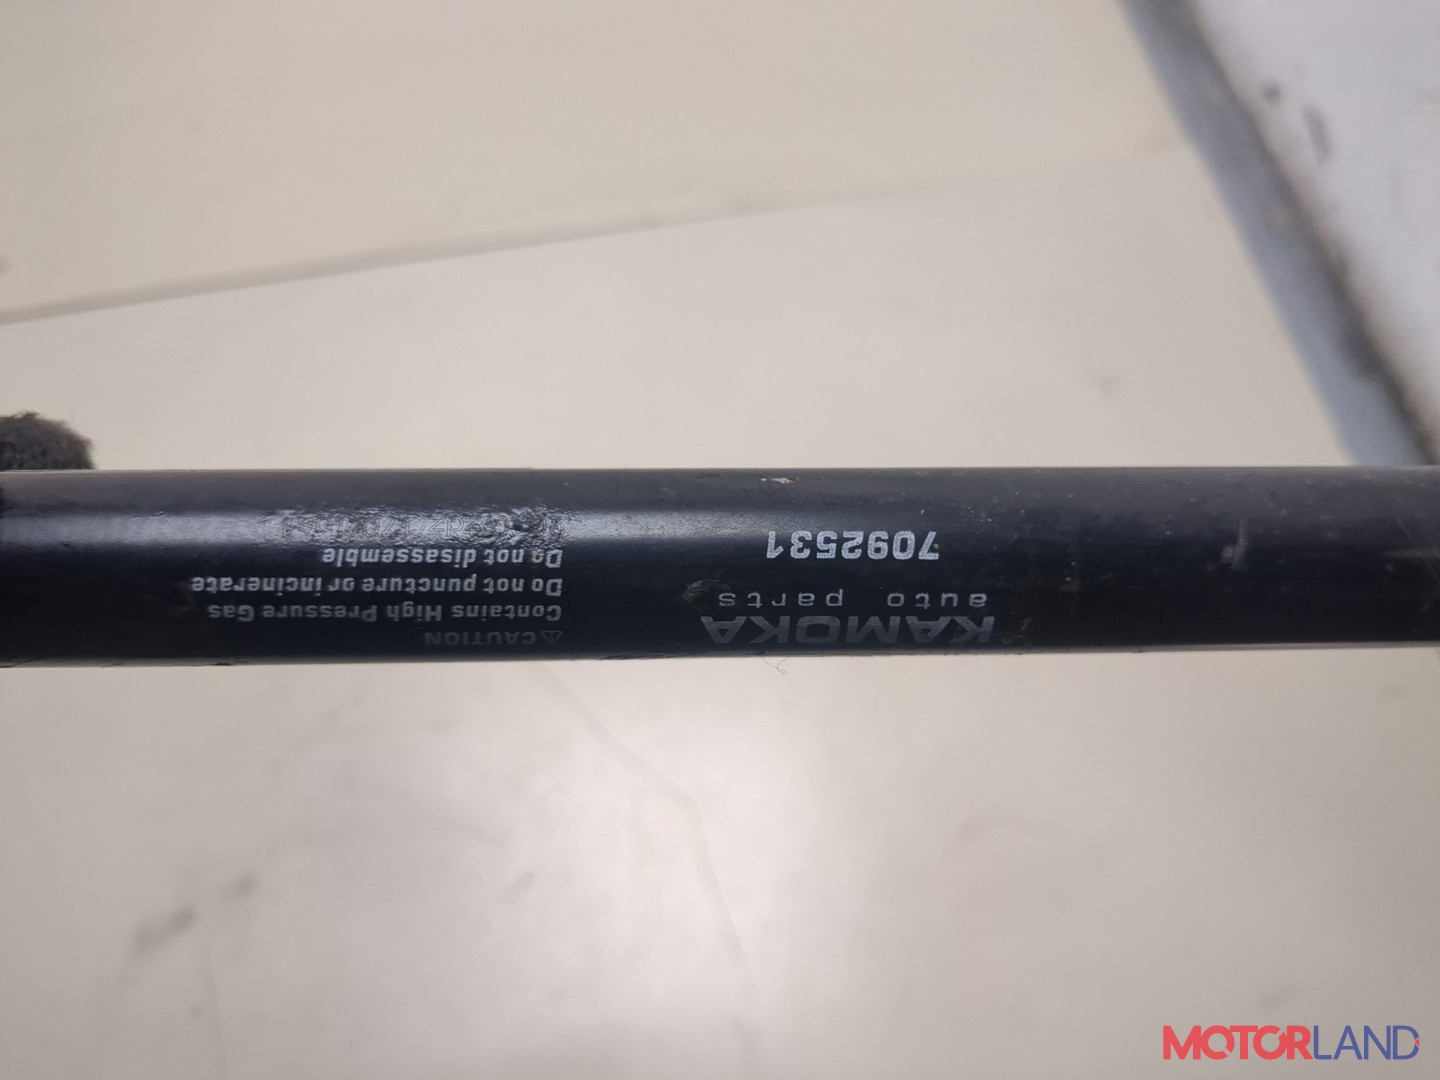 KAMOKA
auto parts
7092531
⚠ CAUTION
Contains High Pressure Gas
Do not puncture or incinerate
Do not disassemble
MOTORLAND